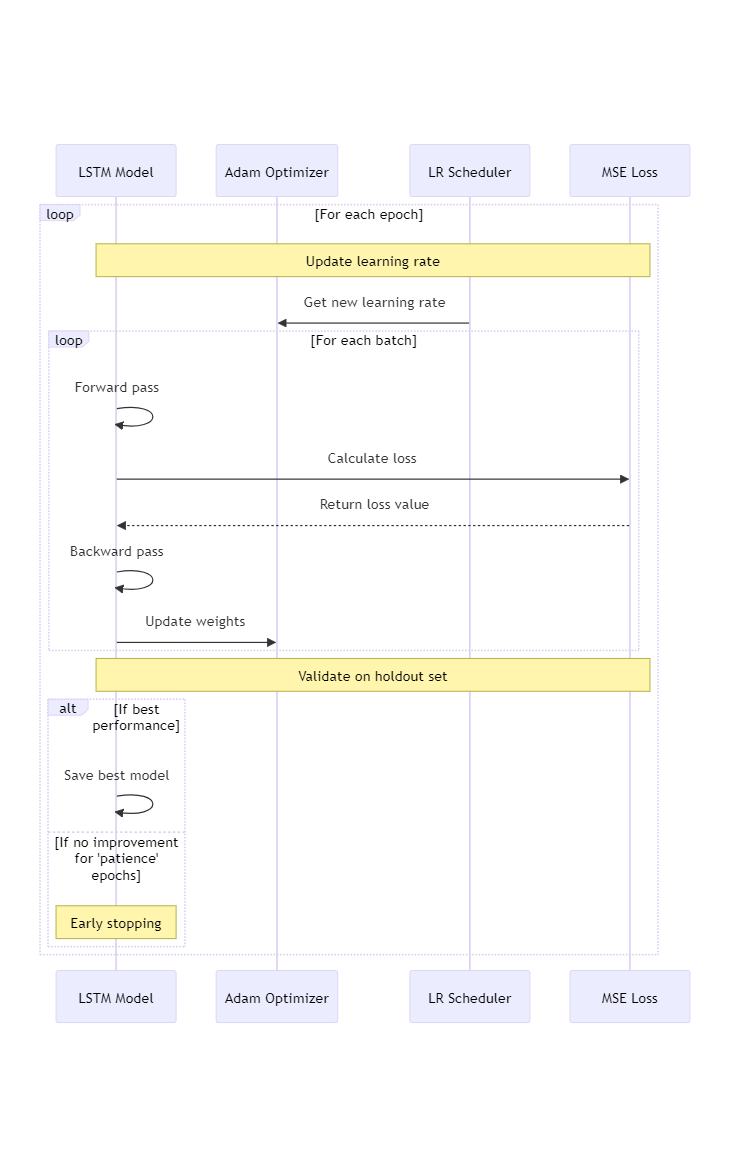 LSTM Model
Adam Optimizer
LR Scheduler
MSE Loss
loop
[For each epoch]
Update learning rate
Get new learning rate
loop
[For each batch]
Forward pass
Calculate loss
Return loss value
Backward pass
Update weights
Validate on holdout set
alt
[If best
performance]
Save best model
[If no improvement
for 'patience'
epochs]
Early stopping
LSTM Model
Adam Optimizer
LR Scheduler
MSE Loss